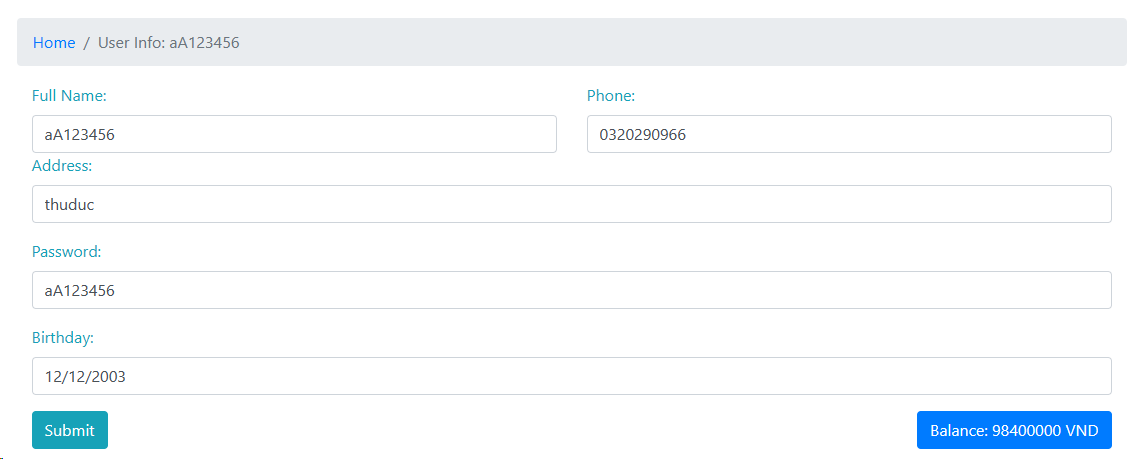 Home / User Info: aA123456
Full Name:
aA123456
Phone:
0320290966
Address:
thuduc
Password:
aA123456
Birthday:
12/12/2003
Submit
Balance: 98400000 VND